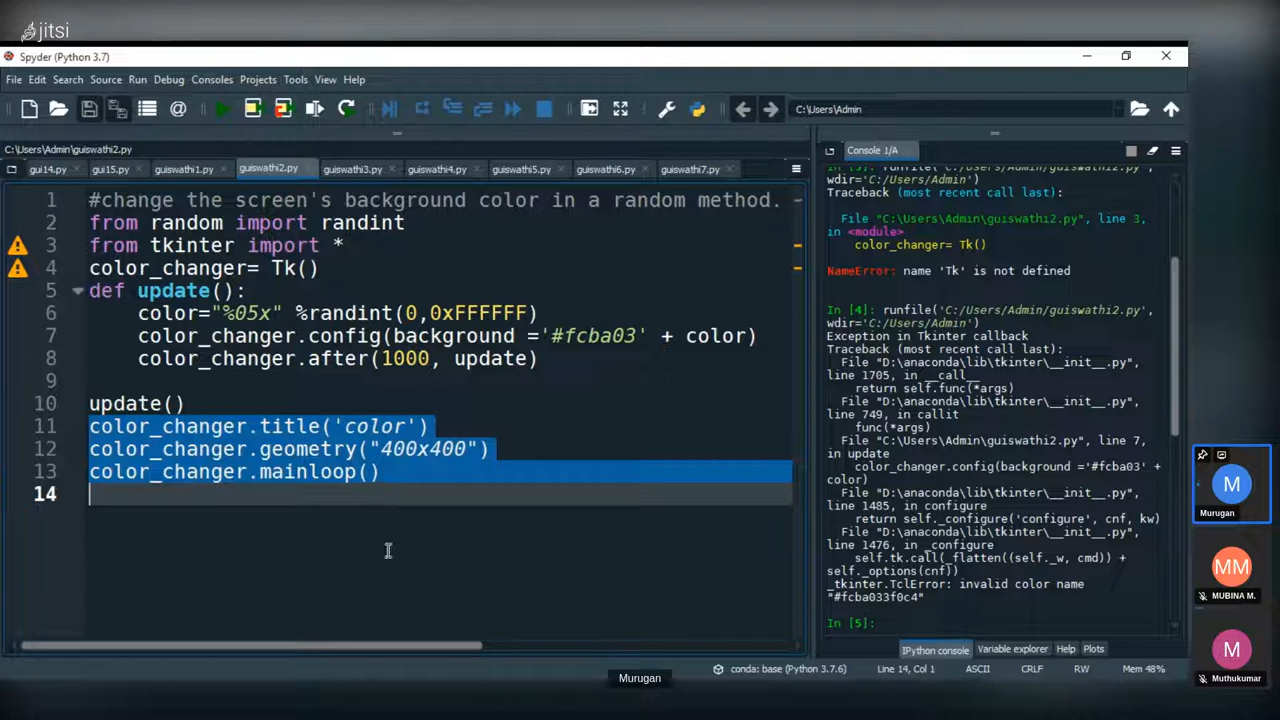 jitsi
Spyder (Python 3.7)
File Edit Search Source Run Debug Consoles Projects Tools View Help
C:\Users\Admin
C:\Users\Admin\guiswathi2.py
gui14.py gui15.py guiswathi1.py guiswathi2.py guiswathi3.py guiswathi4.py guiswathi5.py guiswathi6.py guiswathi7.py
1 #change the screen's background color in a random method.
2 from random import randint
3 from tkinter import *
4 color_changer= Tk()
5 def update():
6 color="%05x" %randint(0,0xFFFFFF)
7 color_changer.config(background ='#fcba03' + color)
8 color_changer.after(1000, update)
9
10 update()
11 color_changer.title('color')
12 color_changer.geometry("400x400")
13 color_changer.mainloop()
14
Console 1/A
In [3]: runfile('C:/Users/Admin/guiswathi2.py',
wdir='C:/Users/Admin')
Traceback (most recent call last):
File "C:\Users\Admin\guiswathi2.py", line 3,
in <module>
color_changer= Tk()
NameError: name 'Tk' is not defined
In [4]: runfile('C:/Users/Admin/guiswathi2.py',
wdir='C:/Users/Admin')
Exception in Tkinter callback
Traceback (most recent call last):
File "D:\anaconda\lib\tkinter\__init__.py",
line 1705, in __call__
return self.func(*args)
File "D:\anaconda\lib\tkinter\__init__.py",
line 749, in callit
func(*args)
File "C:\Users\Admin\guiswathi2.py", line 7,
in update
color_changer.config(background ='#fcba03' +
color)
File "D:\anaconda\lib\tkinter\__init__.py",
line 1485, in configure
return self._configure('configure', cnf, kw)
File "D:\anaconda\lib\tkinter\__init__.py",
line 1476, in _configure
self.tk.call(_flatten((self._w, cmd)) +
self._options(cnf))
_tkinter.TclError: invalid color name
"#fcba033f0c4"
In [5]:
IPython console Variable explorer Help Plots
conda: base (Python 3.7.6) Line 14, Col 1 ASCII CRLF RW Mem 48%
Murugan
M
Murugan
MM
MUBINA M.
M
Muthukumar